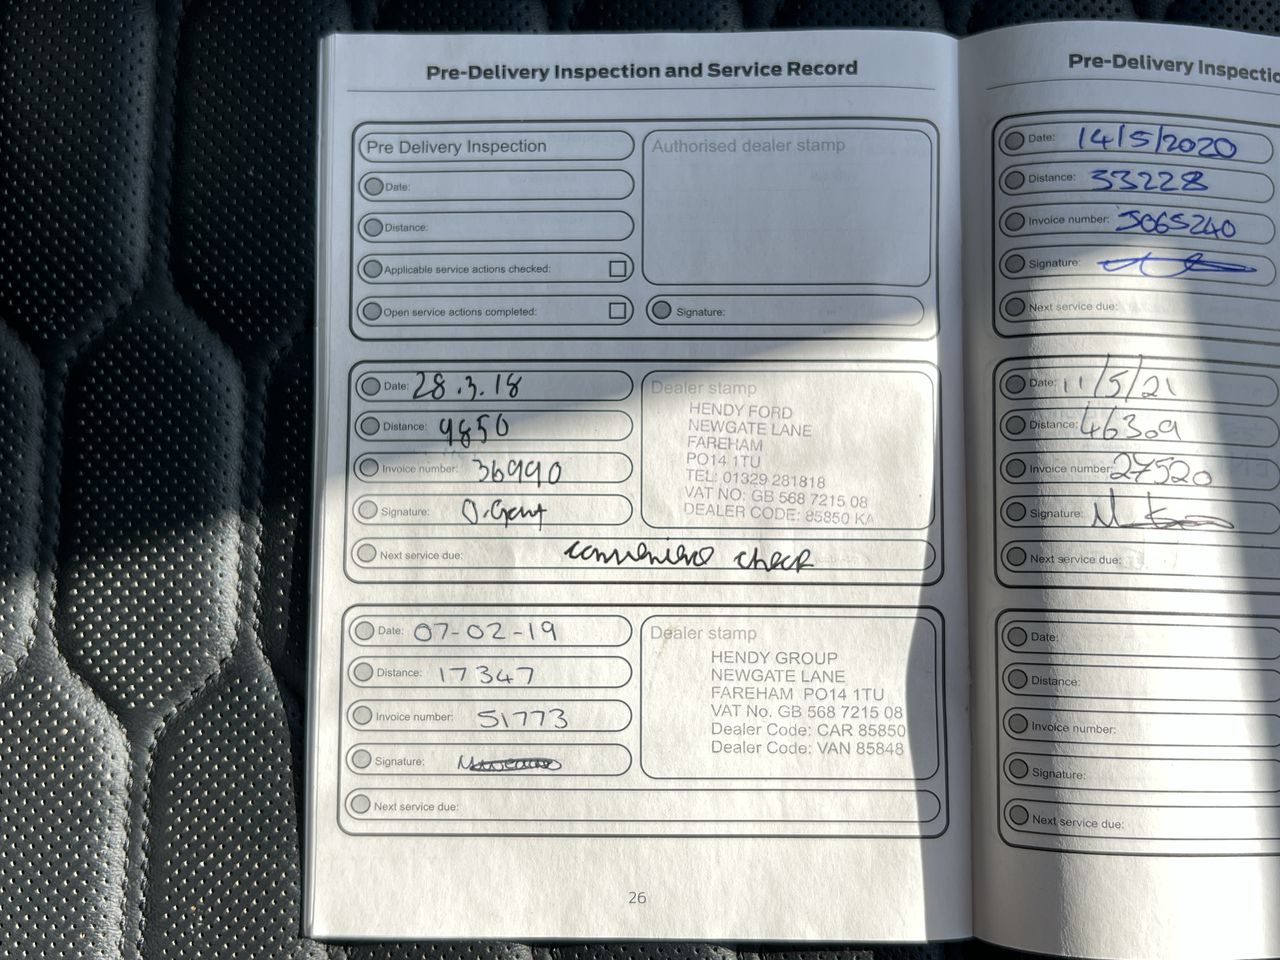 Pre-Delivery Inspection and Service Record
Pre Delivery Inspection
Date:
Distance:
Applicable service actions checked:
Open service actions completed:
Authorised dealer stamp
Signature:
Date: 28.3.18
Distance: 9850
Invoice number: 36990
Signature:
Next service due: check
Dealer stamp
HENDY FORD
NEWGATE LANE
FAREHAM
PO14 1TU
TEL: 01329 281818
VAT NO: GB 568 7215 08
DEALER CODE: 85850 KA
Date: 07-02-19
Distance: 17347
Invoice number: 51773
Signature:
Next service due:
Dealer stamp
HENDY GROUP
NEWGATE LANE
FAREHAM PO14 1TU
VAT No. GB 568 7215 08
Dealer Code: CAR 85850
Dealer Code: VAN 85848
26
Pre-Delivery Inspectio
Date: 14/5/2020
Distance: 33228
Invoice number: 5065240
Signature:
Next service due:
Date: 11/5/21
Distance: 46309
Invoice number: 27520
Signature:
Next service due:
Date:
Distance:
Invoice number:
Signature:
Next service due: